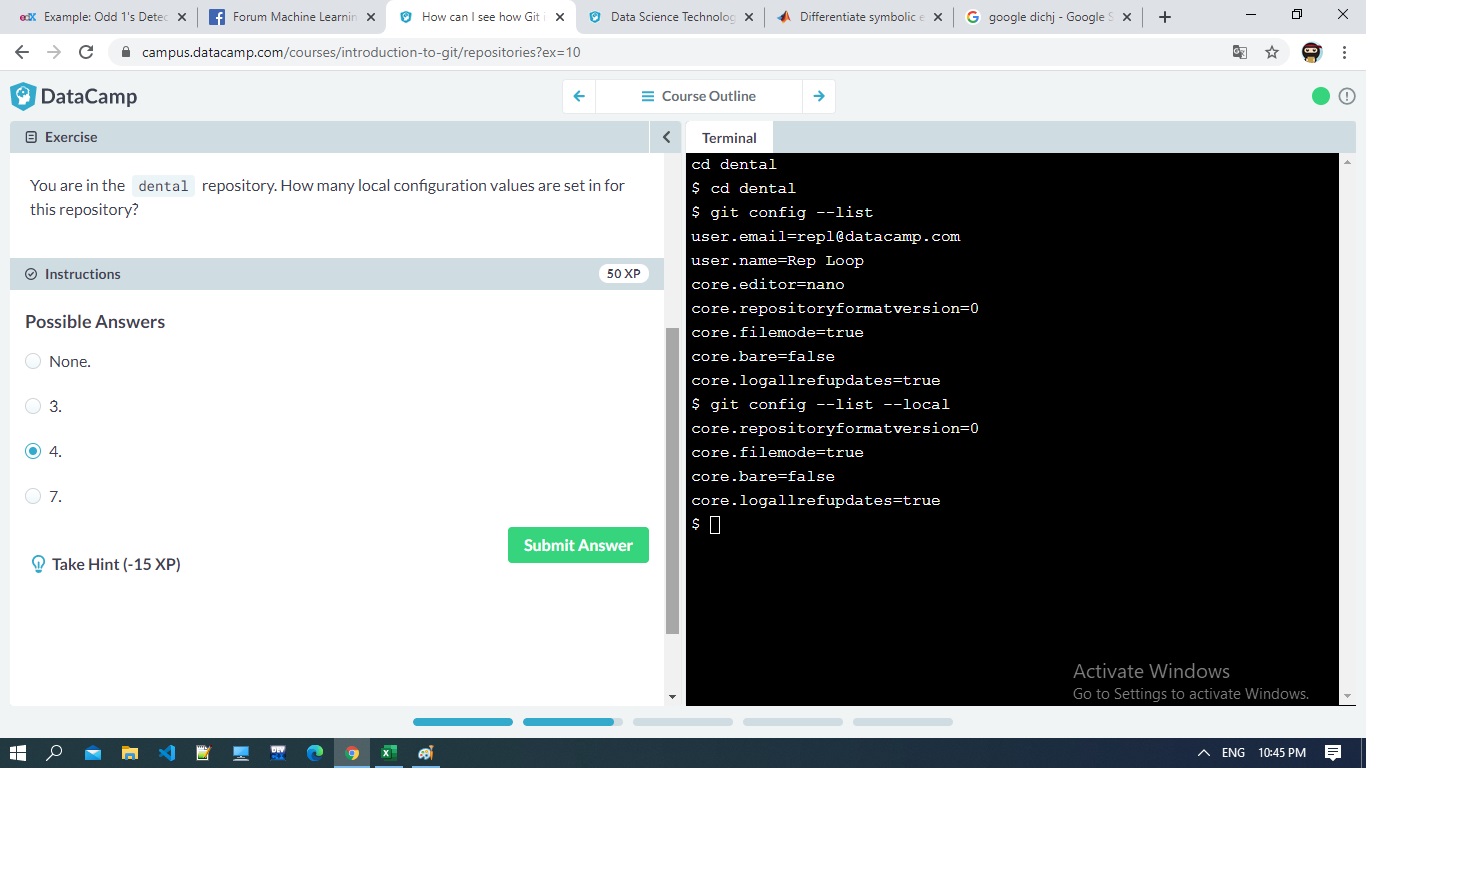 Example: Odd 1's Detec
Forum Machine Learnin
How can I see how Git
Data Science Technolog
Differentiate symbolic e
google dichj - Google S
campus.datacamp.com/courses/introduction-to-git/repositories?ex=10
DataCamp
Course Outline
Exercise
You are in the dental repository. How many local configuration values are set in for
this repository?
Instructions
50 XP
Possible Answers
None.
3.
4.
7.
Submit Answer
Take Hint (-15 XP)
Terminal
cd dental
$ cd dental
$ git config --list
user.email=repl@datacamp.com
user.name=Rep Loop
core.editor=nano
core.repositoryformatversion=0
core.filemode=true
core.bare=false
core.logallrefupdates=true
$ git config --list --local
core.repositoryformatversion=0
core.filemode=true
core.bare=false
core.logallrefupdates=true
$
Activate Windows
Go to Settings to activate Windows.
ENG
10:45 PM